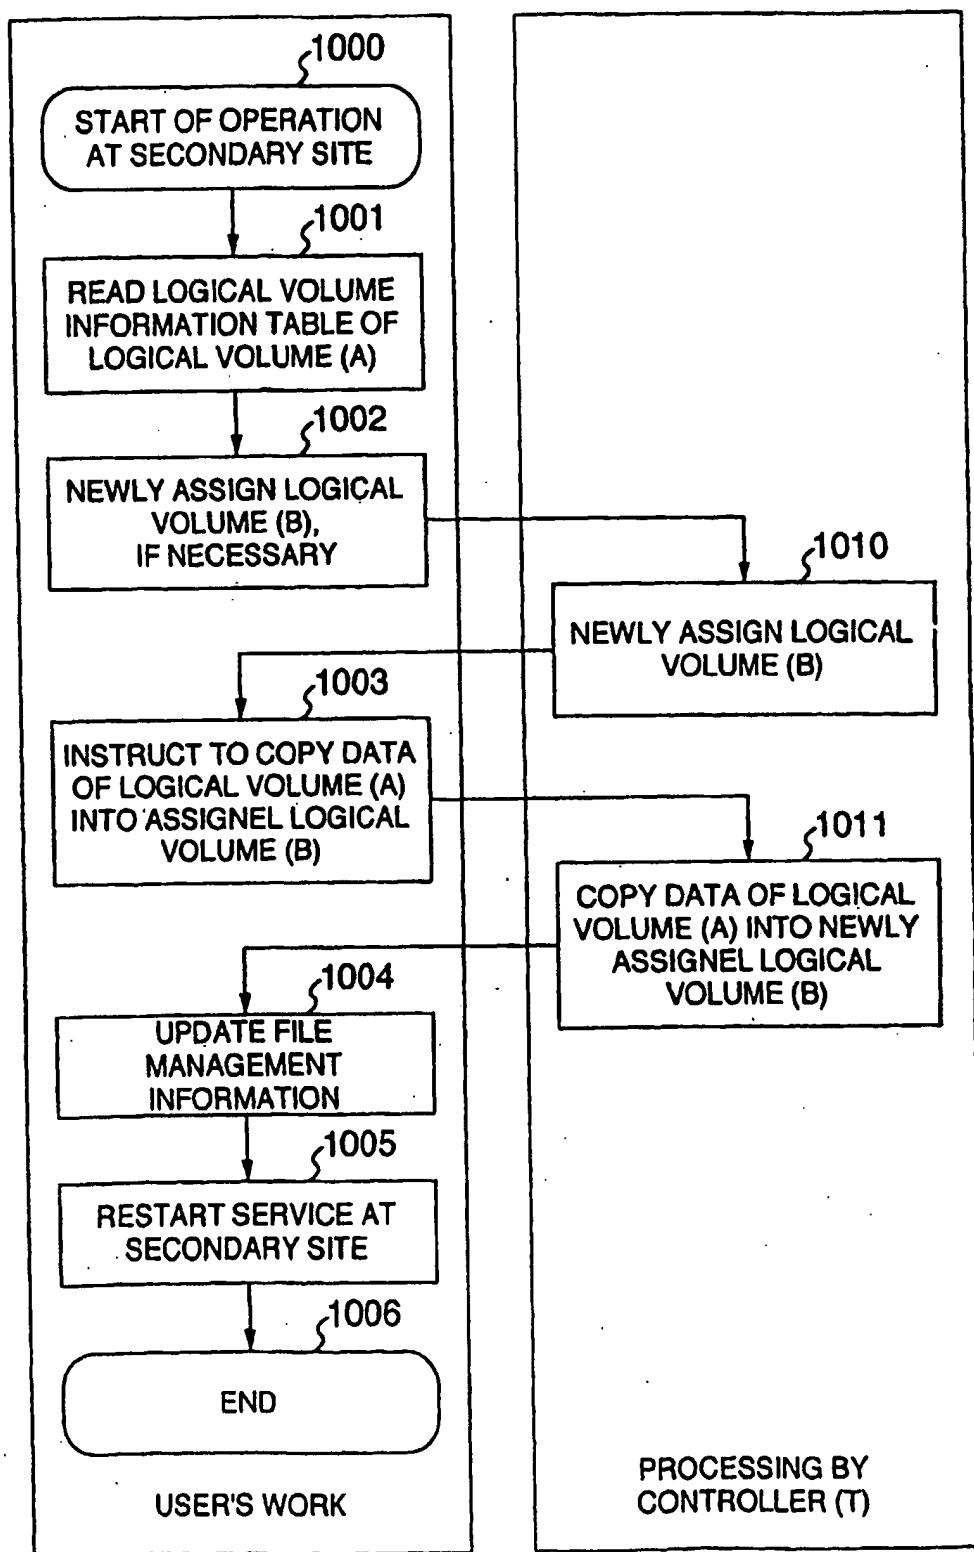 1000
START OF OPERATION
AT SECONDARY SITE
1001
READ LOGICAL VOLUME
INFORMATION TABLE OF
LOGICAL VOLUME (A)
1002
NEWLY ASSIGN LOGICAL
VOLUME (B),
IF NECESSARY
1010
NEWLY ASSIGN LOGICAL
VOLUME (B)
1003
INSTRUCT TO COPY DATA
OF LOGICAL VOLUME (A)
INTO ASSIGNEL LOGICAL
VOLUME (B)
1011
COPY DATA OF LOGICAL
VOLUME (A) INTO NEWLY
ASSIGNEL LOGICAL
VOLUME (B)
1004
UPDATE FILE
MANAGEMENT
INFORMATION
1005
RESTART SERVICE AT
SECONDARY SITE
1006
END
USER'S WORK
PROCESSING BY
CONTROLLER (T)